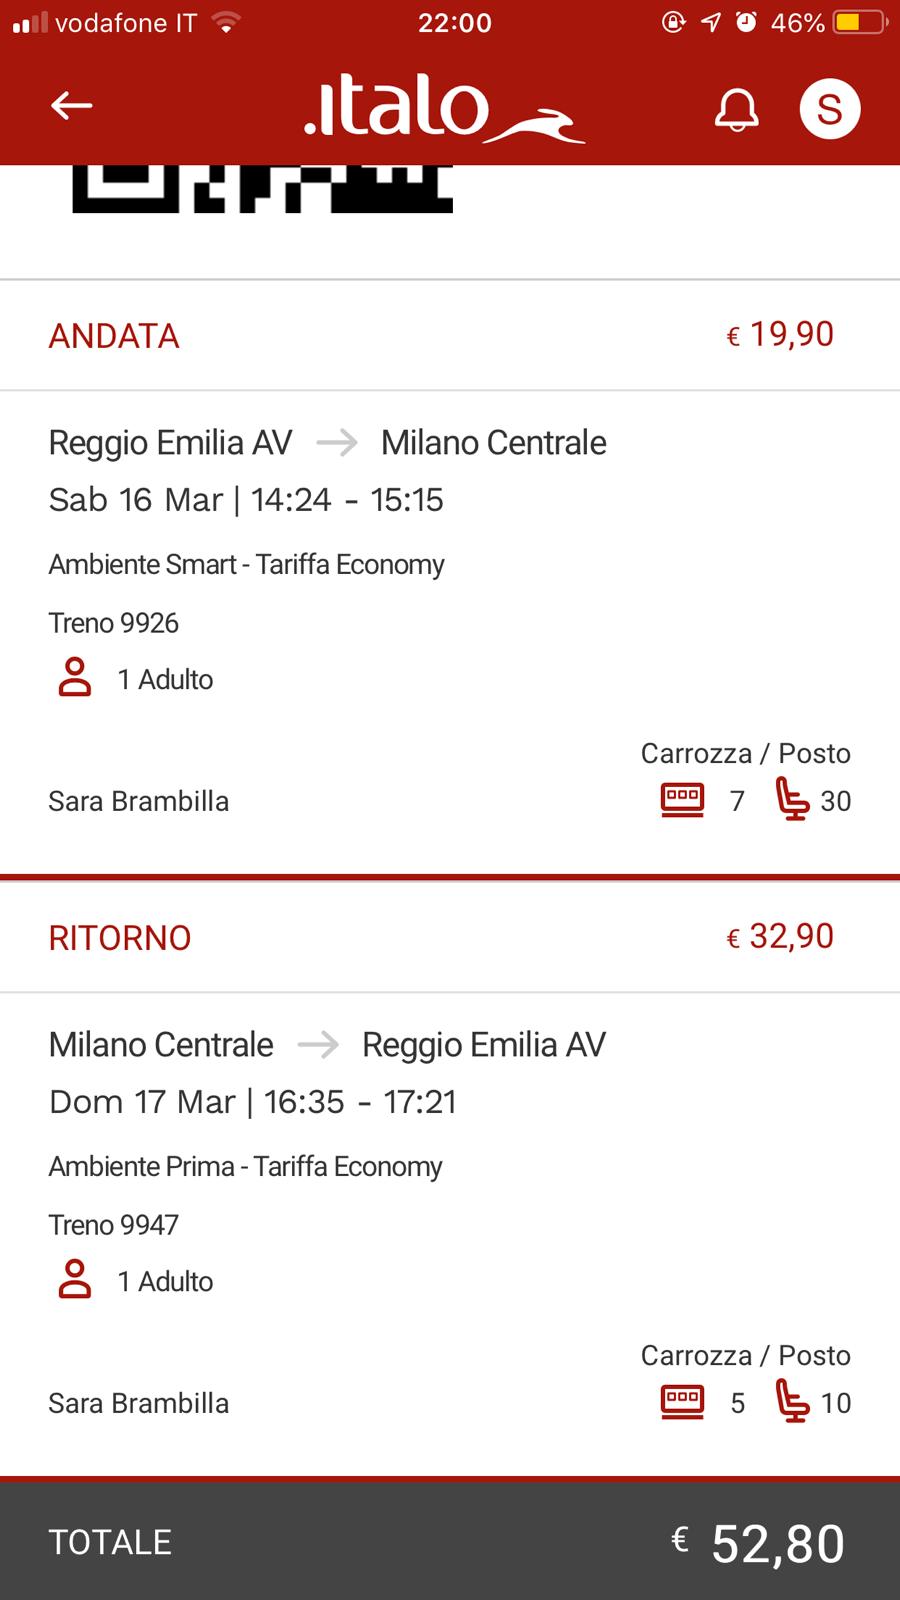 vodafone IT 22:00 46%
.italo S
ANDATA € 19,90
Reggio Emilia AV → Milano Centrale
Sab 16 Mar | 14:24 - 15:15
Ambiente Smart - Tariffa Economy
Treno 9926
1 Adulto
Carrozza / Posto
Sara Brambilla 7 30
RITORNO € 32,90
Milano Centrale → Reggio Emilia AV
Dom 17 Mar | 16:35 - 17:21
Ambiente Prima - Tariffa Economy
Treno 9947
1 Adulto
Carrozza / Posto
Sara Brambilla 5 10
TOTALE € 52,80